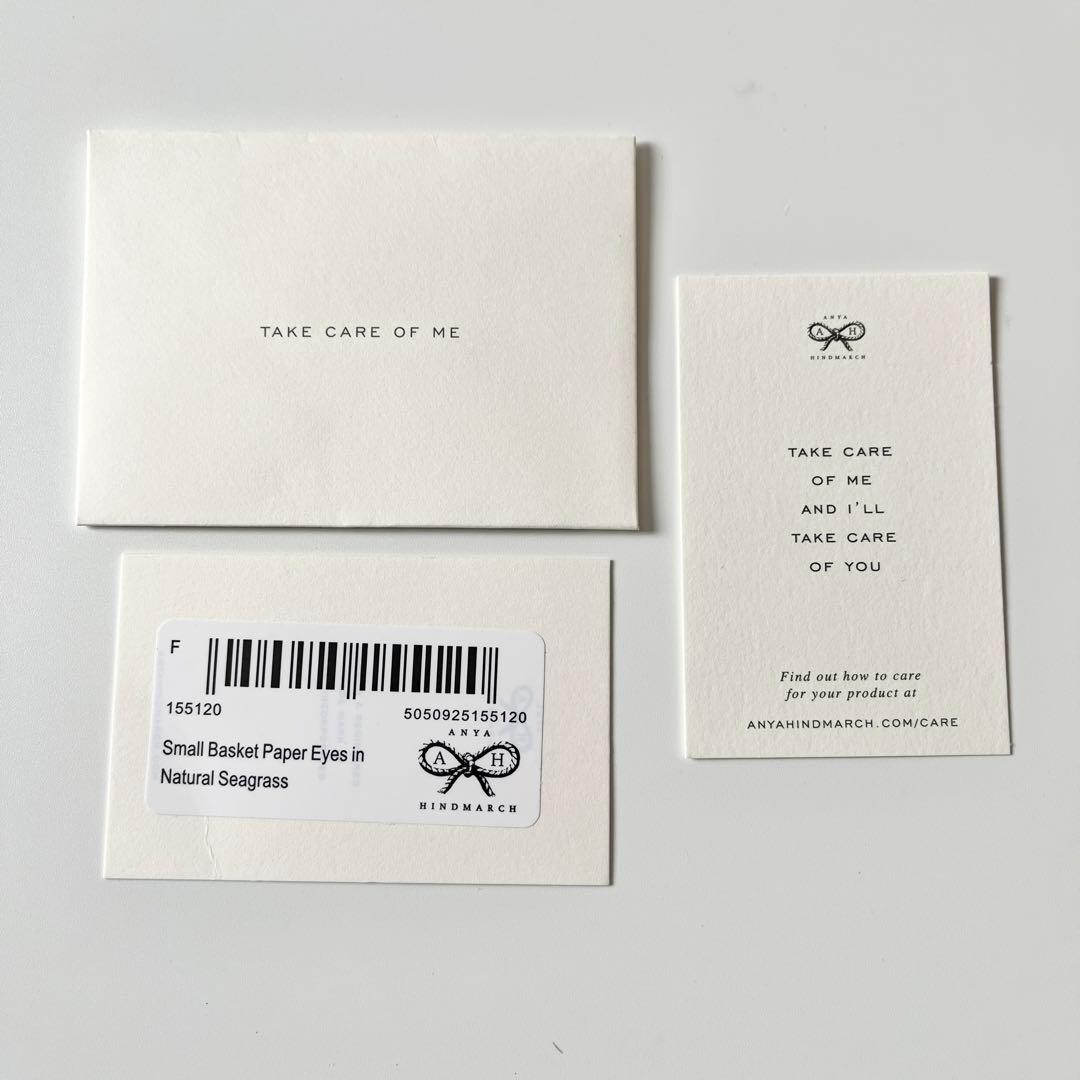 TAKE CARE OF ME
ANYA
A H
HINDMARCH
TAKE CARE
OF ME
AND I'LL
TAKE CARE
OF YOU
Find out how to care
for your product at
ANYAHINDMARCH.COM/CARE
F
155120
5050925155120
Small Basket Paper Eyes in
Natural Seagrass
ANYA
A H
HINDMARCH